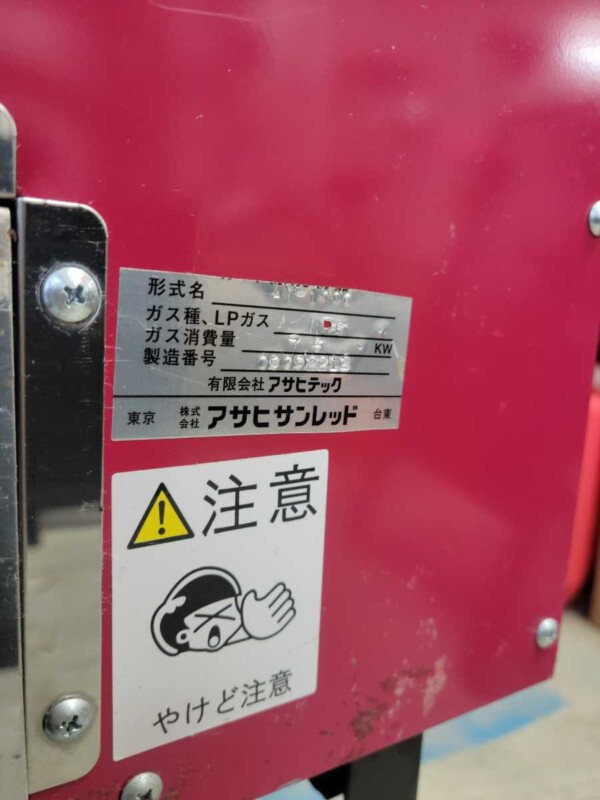 形式名
ガス種、LPガス
ガス消費量 KW
製造番号
有限会社 アサヒテック
東京 株式会社 アサヒサンレッド 台東
注意
やけど注意